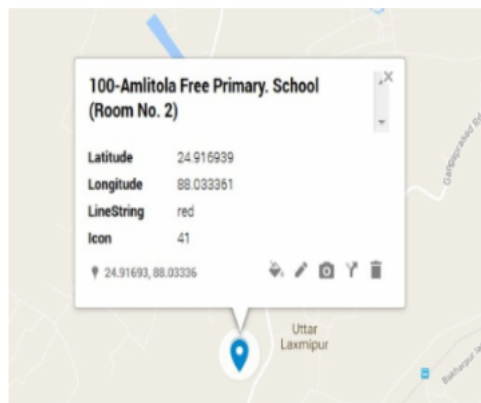 100-Amlitola Free Primary. School
(Room No. 2)
Latitude 24.916939
Longitude 88.033361
LineString red
Icon 41
24.91693, 88.03336
Uttar
Laxmipur